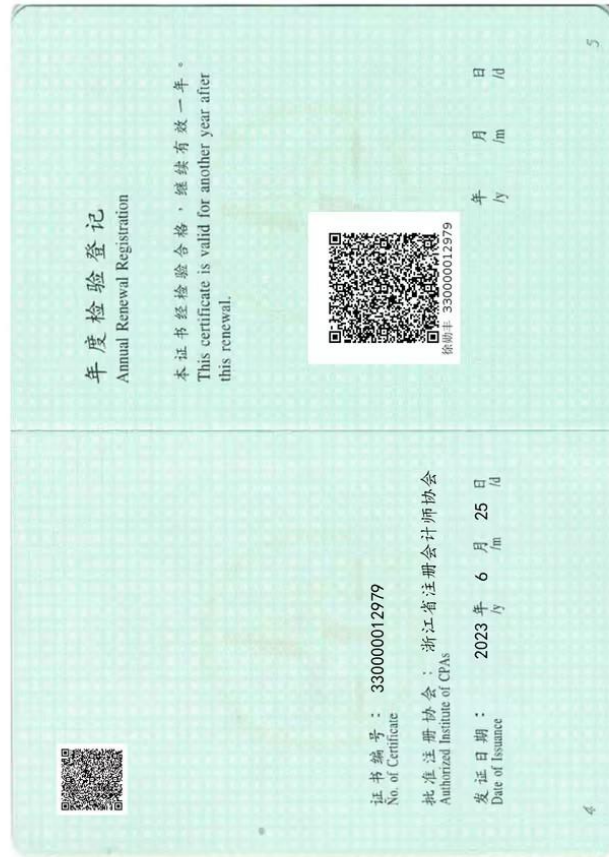 证书编号： 330000012979
No. of Certificate
批准注册协会： 浙江省注册会计师协会
Authorized Institute of CPAs
发证日期： 2023 年 6 月 25 日
Date of Issuance /y /m /d
4
年度检验登记
Annual Renewal Registration
本证书经检验合格，继续有效一年。
This certificate is valid for another year after
this renewal.
徐勋丰 330000012979
年 月 日
/y /m /d
5